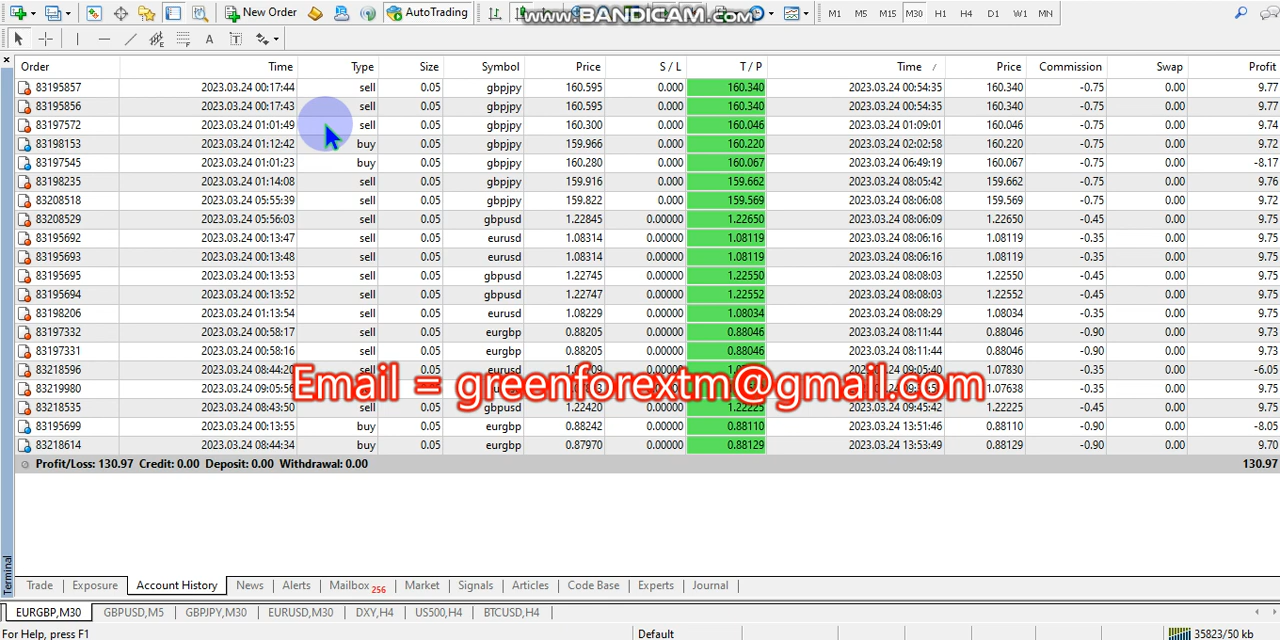 New Order AutoTrading www.BANDICAM.com M1 M5 M15 M30 H1 H4 D1 W1 MN
A T
Order Time Type Size Symbol Price S / L T / P Time / Price Commission Swap Profit
83195857 2023.03.24 00:17:44 sell 0.05 gbpjpy 160.595 0.000 160.340 2023.03.24 00:54:35 160.340 -0.75 0.00 9.77
83195856 2023.03.24 00:17:43 sell 0.05 gbpjpy 160.595 0.000 160.340 2023.03.24 00:54:35 160.340 -0.75 0.00 9.77
83197572 2023.03.24 01:01:49 sell 0.05 gbpjpy 160.300 0.000 160.046 2023.03.24 01:09:01 160.046 -0.75 0.00 9.74
83198153 2023.03.24 01:12:42 buy 0.05 gbpjpy 159.966 0.000 160.220 2023.03.24 02:02:58 160.220 -0.75 0.00 9.72
83197545 2023.03.24 01:01:23 buy 0.05 gbpjpy 160.280 0.000 160.067 2023.03.24 06:49:19 160.067 -0.75 0.00 -8.17
83198235 2023.03.24 01:14:08 sell 0.05 gbpjpy 159.916 0.000 159.662 2023.03.24 08:05:42 159.662 -0.75 0.00 9.76
83208518 2023.03.24 05:55:39 sell 0.05 gbpjpy 159.822 0.000 159.569 2023.03.24 08:06:08 159.569 -0.75 0.00 9.72
83208529 2023.03.24 05:56:03 sell 0.05 gbpusd 1.22845 0.00000 1.22650 2023.03.24 08:06:09 1.22650 -0.45 0.00 9.75
83195692 2023.03.24 00:13:47 sell 0.05 eurusd 1.08314 0.00000 1.08119 2023.03.24 08:06:16 1.08119 -0.35 0.00 9.75
83195693 2023.03.24 00:13:48 sell 0.05 eurusd 1.08314 0.00000 1.08119 2023.03.24 08:06:16 1.08119 -0.35 0.00 9.75
83195695 2023.03.24 00:13:53 sell 0.05 gbpusd 1.22745 0.00000 1.22550 2023.03.24 08:08:03 1.22550 -0.45 0.00 9.75
83195694 2023.03.24 00:13:52 sell 0.05 gbpusd 1.22747 0.00000 1.22552 2023.03.24 08:08:03 1.22552 -0.45 0.00 9.75
83198206 2023.03.24 01:13:54 sell 0.05 eurusd 1.08229 0.00000 1.08034 2023.03.24 08:08:29 1.08034 -0.35 0.00 9.75
83197332 2023.03.24 00:58:17 sell 0.05 eurgbp 0.88205 0.00000 0.88046 2023.03.24 08:11:44 0.88046 -0.90 0.00 9.73
83197331 2023.03.24 00:58:16 sell 0.05 eurgbp 0.88205 0.00000 0.88046 2023.03.24 08:11:44 0.88046 -0.90 0.00 9.73
83218596 2023.03.24 1.07830 -0.35 0.00 -6.05
Email = greenforextm@gmail.com
83219980 2023.03.24 1.07638 -0.35 0.00 9.75
83218535 2023.03.24 08:43:50 sell 0.05 gbpusd 1.22420 0.00000 1.22225 2023.03.24 09:45:42 1.22225 -0.45 0.00 9.75
83195699 2023.03.24 00:13:55 buy 0.05 eurgbp 0.88242 0.00000 0.88110 2023.03.24 13:51:46 0.88110 -0.90 0.00 -8.05
83218614 2023.03.24 08:44:34 buy 0.05 eurgbp 0.87970 0.00000 0.88129 2023.03.24 13:53:49 0.88129 -0.90 0.00 9.70
Profit/Loss: 130.97 Credit: 0.00 Deposit: 0.00 Withdrawal: 0.00 130.97
Terminal
Trade Exposure Account History News Alerts Mailbox 256 Market Signals Articles Code Base Experts Journal
EURGBP,M30 GBPUSD,M5 GBPJPY,M30 EURUSD,M30 DXY,H4 US500,H4 BTCUSD,H4
For Help, press F1 Default 35823/50 kb